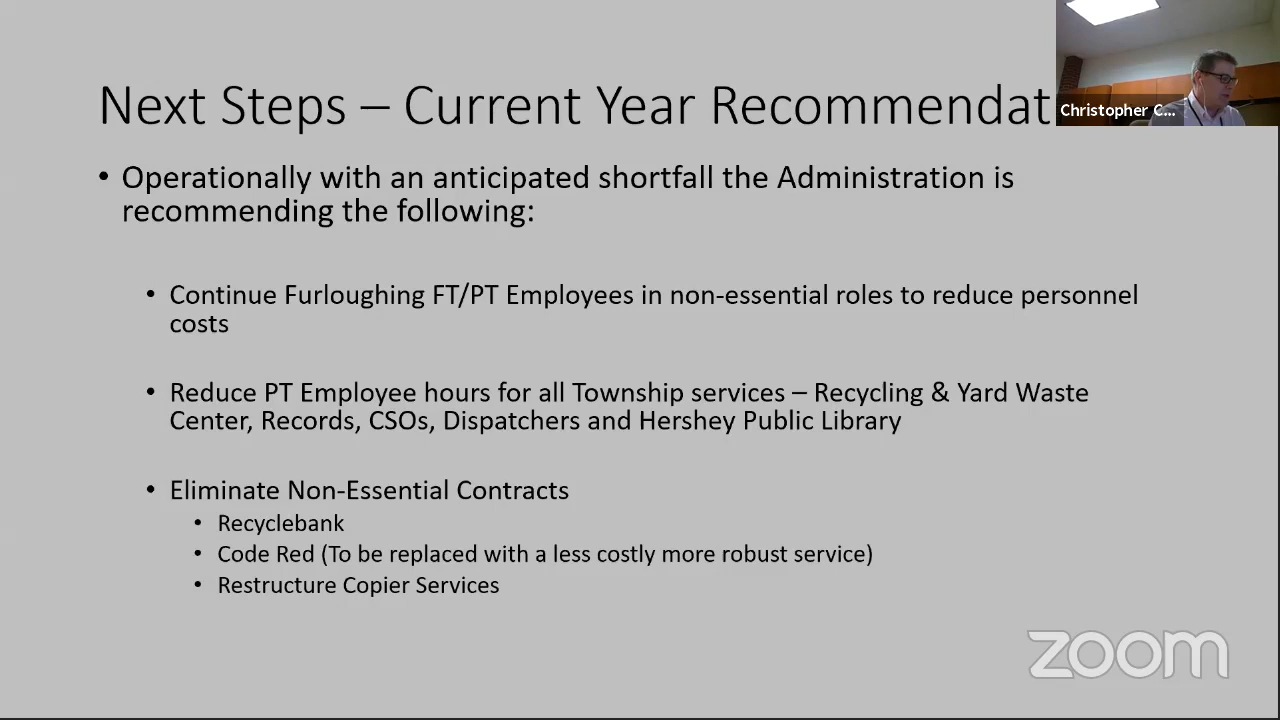 Next Steps – Current Year Recommendat
Christopher C...
• Operationally with an anticipated shortfall the Administration is
recommending the following:
• Continue Furloughing FT/PT Employees in non-essential roles to reduce personnel
costs
• Reduce PT Employee hours for all Township services – Recycling & Yard Waste
Center, Records, CSOs, Dispatchers and Hershey Public Library
• Eliminate Non-Essential Contracts
• Recyclebank
• Code Red (To be replaced with a less costly more robust service)
• Restructure Copier Services
zoom